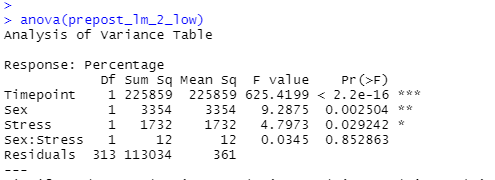 >
> anova(prepost_lm_2_low)
Analysis of Variance Table

Response: Percentage
           Df Sum Sq Mean Sq  F value    Pr(>F)
Timepoint   1 225859  225859 625.4199 < 2.2e-16 ***
Sex         1   3354    3354   9.2875  0.002504 **
Stress      1   1732    1732   4.7973  0.029242 *
Sex:Stress  1     12      12   0.0345  0.852863
Residuals 313 113034     361
---